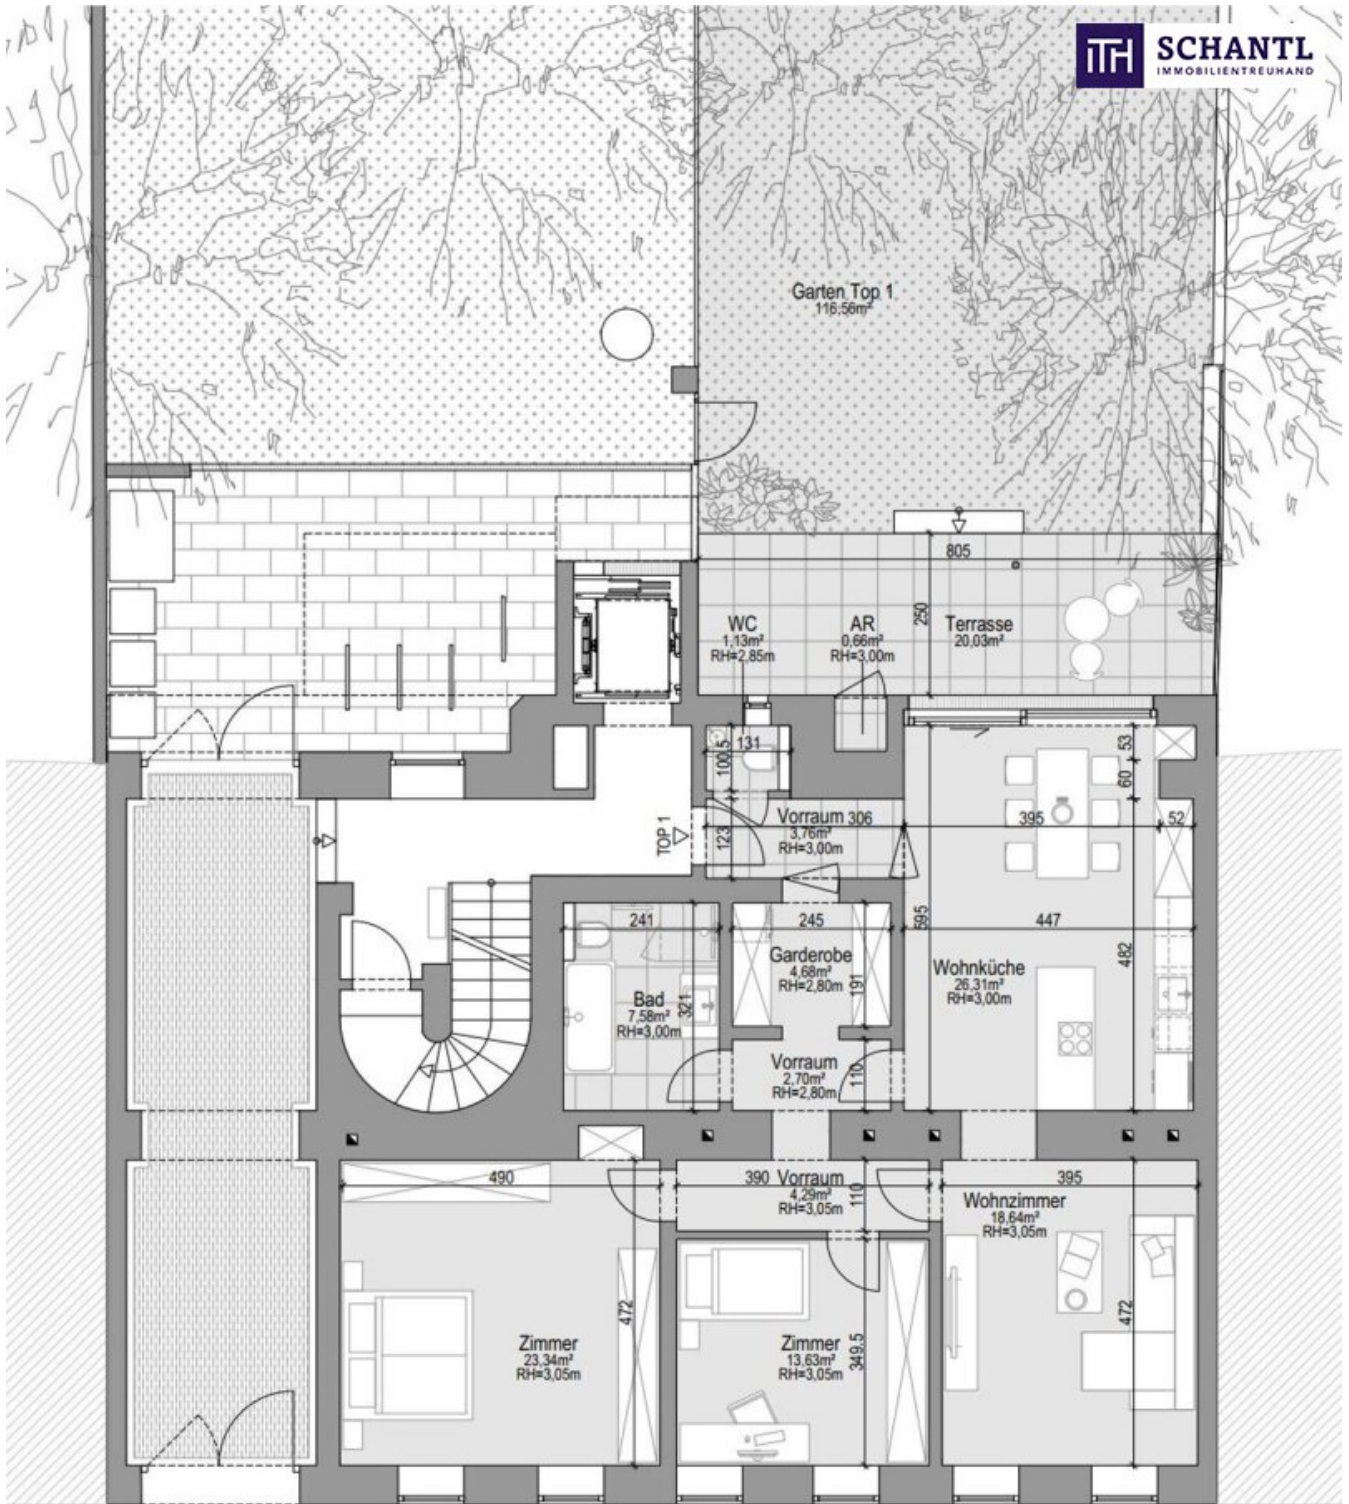 ITH SCHANTL
IMMOBILIENTREUHAND
Garten Top 1
116,56m²
805
250
WC
1,13m²
RH=2,85m
AR
0,66m²
RH=3,00m
Terrasse
20,03m²
131
100,5
53
60
TOP 1
123
Vorraum 306
3,76m²
RH=3,00m
395
52
241
245
595
447
482
Garderobe
4,68m²
RH=2,80m
191
Wohnküche
26,31m²
RH=3,00m
Bad
7,58m²
RH=3,00m
321
Vorraum
2,70m²
RH=2,80m
110
490
390
Vorraum
4,29m²
RH=3,05m
110
395
Wohnzimmer
18,64m²
RH=3,05m
472
Zimmer
23,34m²
RH=3,05m
Zimmer
13,63m²
RH=3,05m
349,5
472